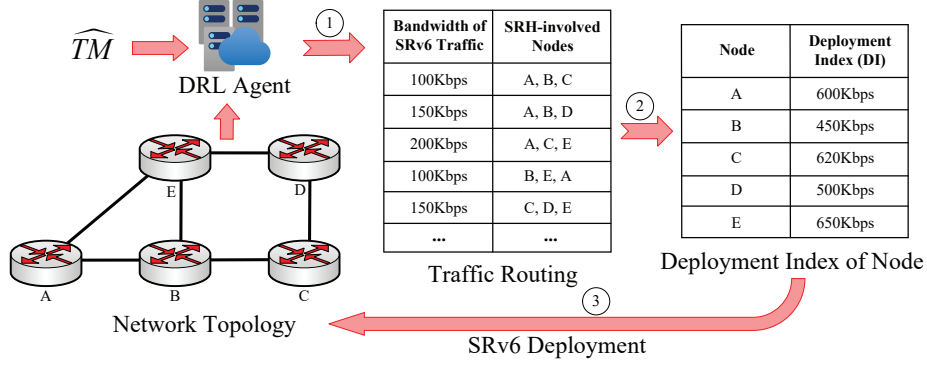 $\widehat{TM}$
DRL Agent
1
Bandwidth of SRv6 Traffic | SRH-involved Nodes
100Kbps | A, B, C
150Kbps | A, B, D
200Kbps | A, C, E
100Kbps | B, E, A
150Kbps | C, D, E
... | ...
Traffic Routing
2
Node | Deployment Index (DI)
A | 600Kbps
B | 450Kbps
C | 620Kbps
D | 500Kbps
E | 650Kbps
Deployment Index of Node
E
D
A
B
C
Network Topology
3
SRv6 Deployment